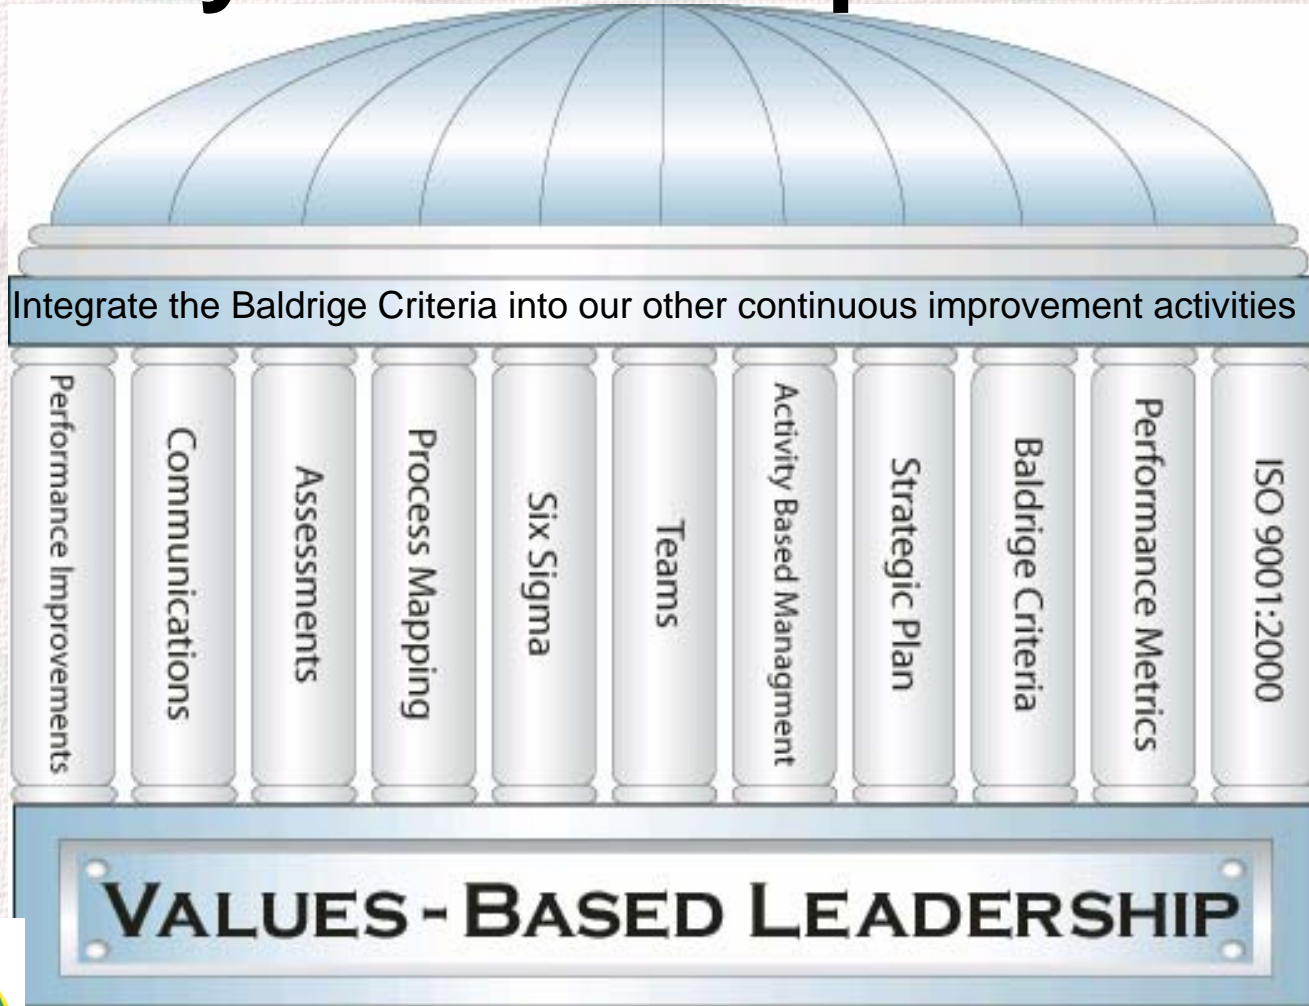 Integrate the Baldrige Criteria into our other continuous improvement activities
Performance Improvements
Communications
Assessments
Process Mapping
Six Sigma
Teams
Activity Based Managment
Strategic Plan
Baldrige Criteria
Performance Metrics
ISO 9001:2000
VALUES - BASED LEADERSHIP